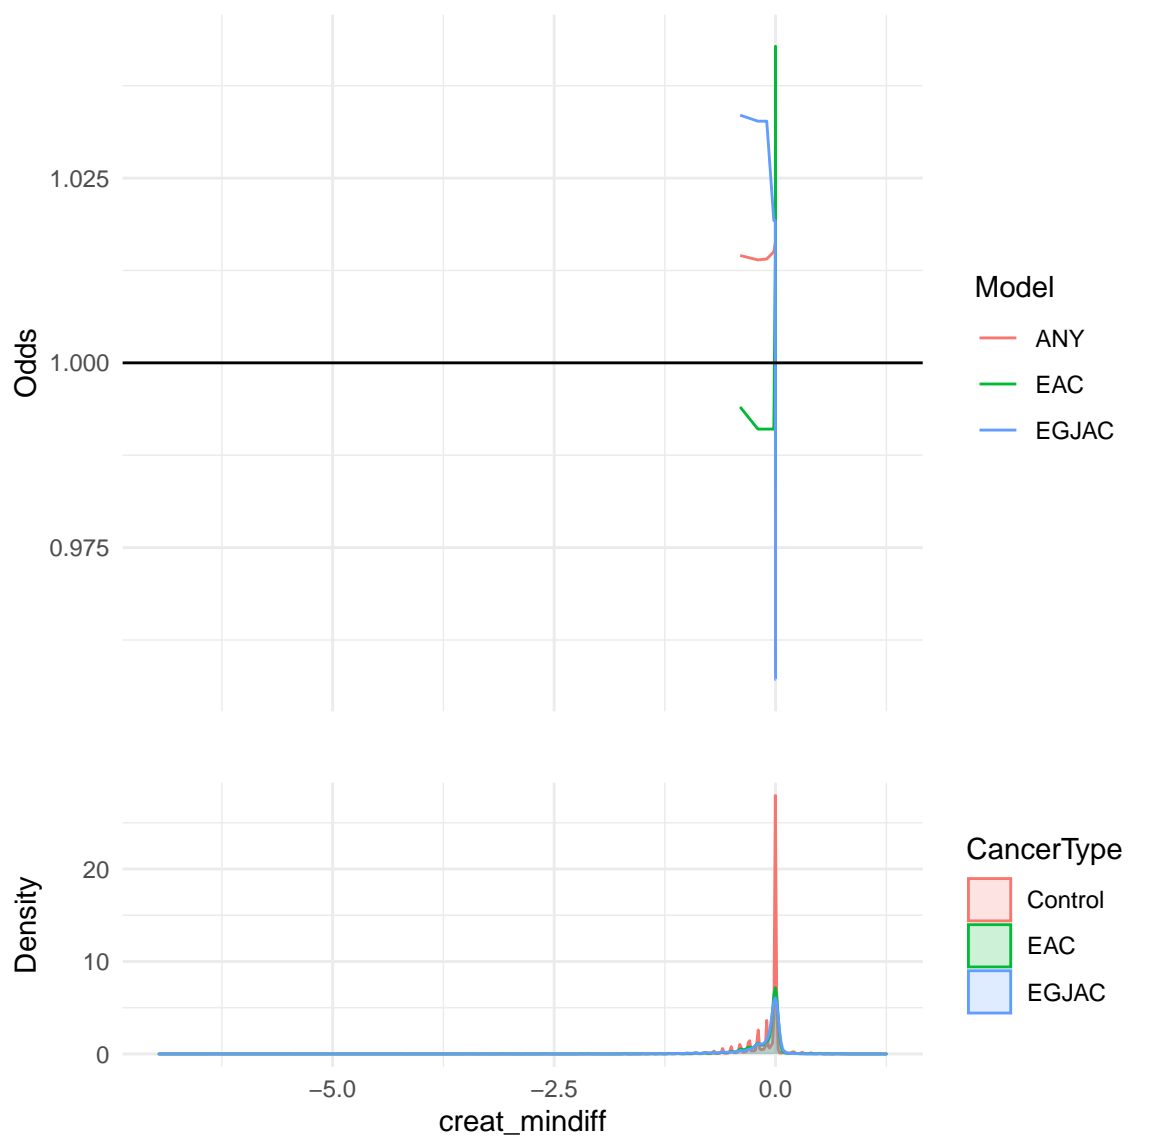 1.025
1.000
0.975
Odds
Model
ANY
EAC
EGJAC
20
10
0
Density
−5.0
−2.5
0.0
creat_mindiff
CancerType
Control
EAC
EGJAC